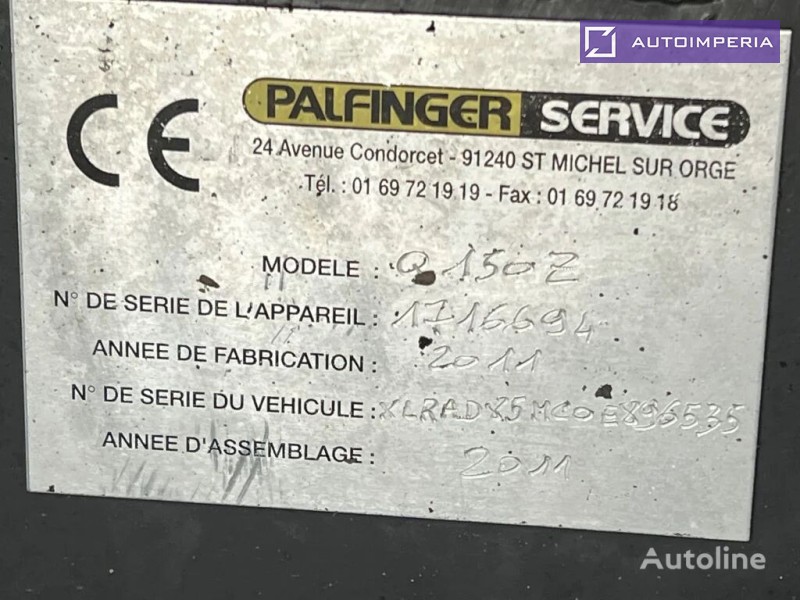 AUTOIMPERIA
CE
PALFINGER SERVICE
24 Avenue Condorcet - 91240 ST MICHEL SUR ORGE
Tél. : 01 69 72 19 19 - Fax : 01 69 72 19 18
MODELE : Q150Z
N° DE SERIE DE L'APPAREIL :
ANNEE DE FABRICATION : 2011
N° DE SERIE DU VEHICULE :
ANNEE D'ASSEMBLAGE : 2011
Autoline